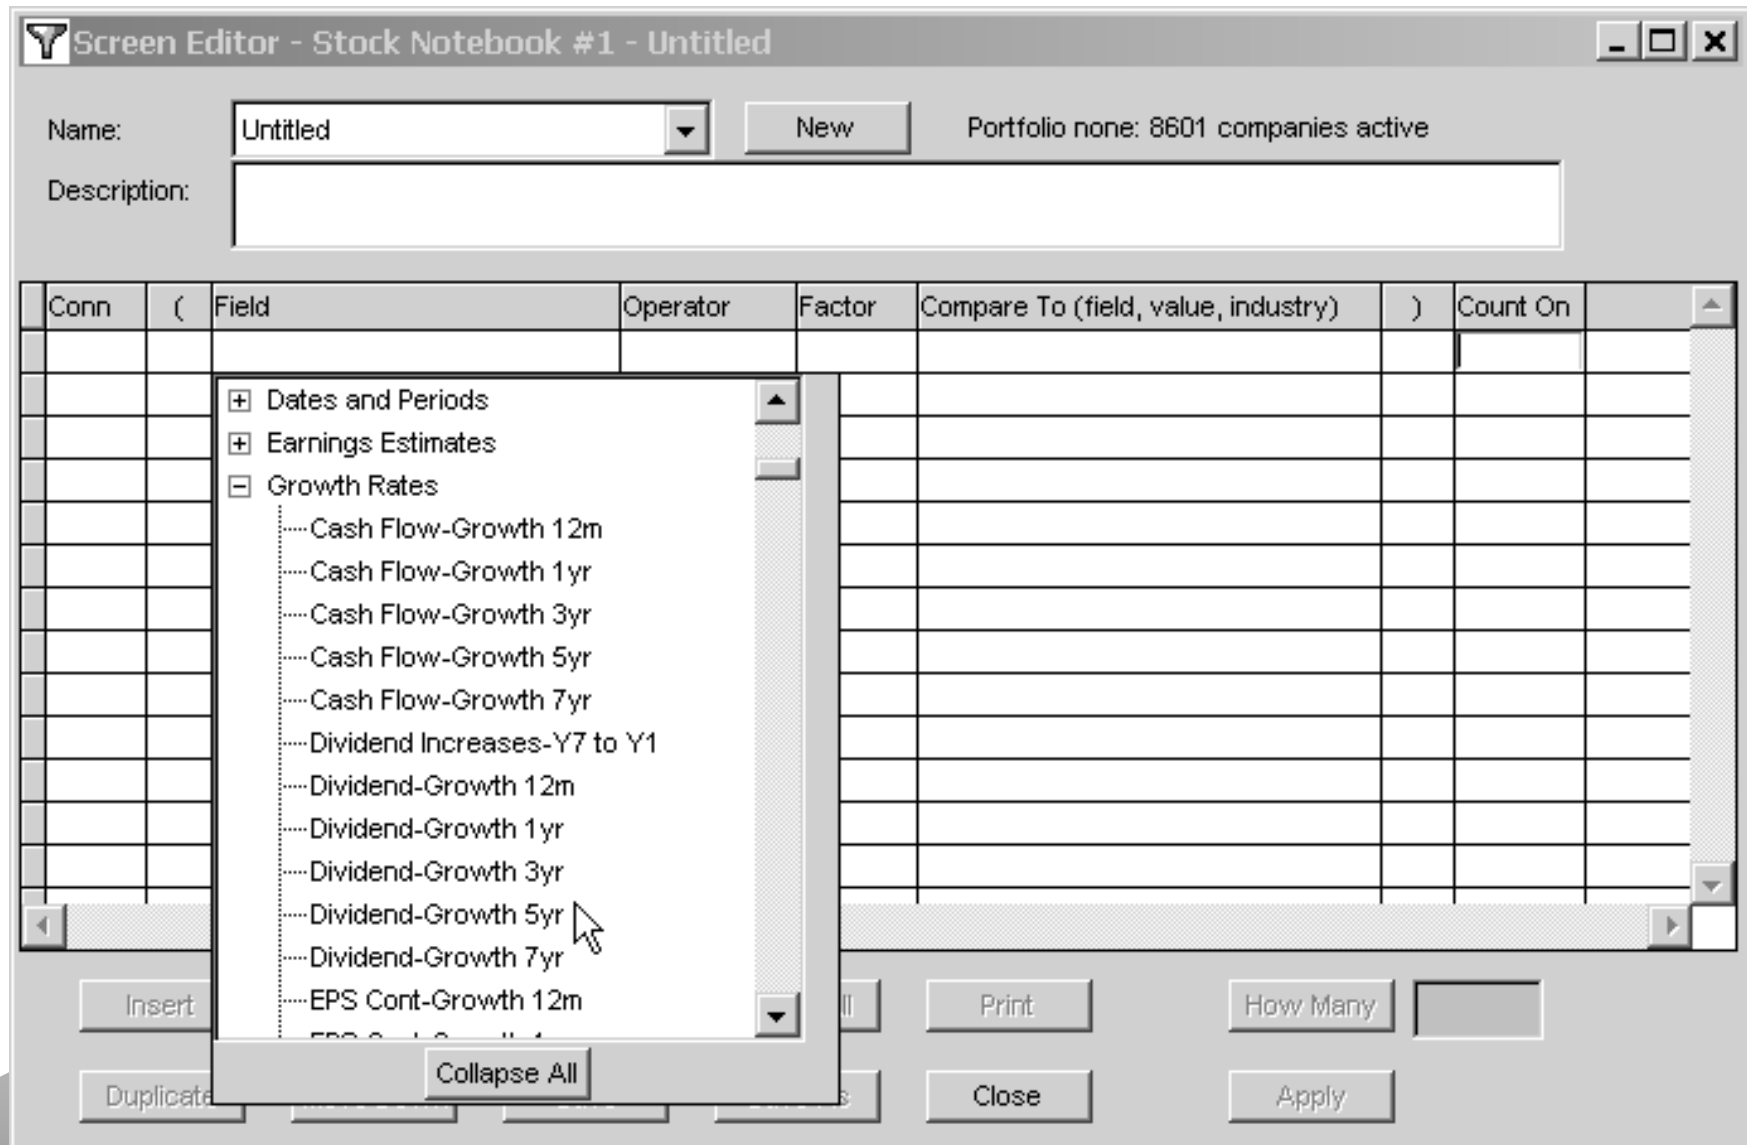 Screen Editor - Stock Notebook #1 - Untitled
Name: Untitled New Portfolio none: 8601 companies active
Description:
Conn ( Field Operator Factor Compare To (field, value, industry) ) Count On
Dates and Periods
Earnings Estimates
Growth Rates
Cash Flow-Growth 12m
Cash Flow-Growth 1yr
Cash Flow-Growth 3yr
Cash Flow-Growth 5yr
Cash Flow-Growth 7yr
Dividend Increases-Y7 to Y1
Dividend-Growth 12m
Dividend-Growth 1yr
Dividend-Growth 3yr
Dividend-Growth 5yr
Dividend-Growth 7yr
EPS Cont-Growth 12m
Insert Print How Many
Collapse All
Duplicate Close Apply